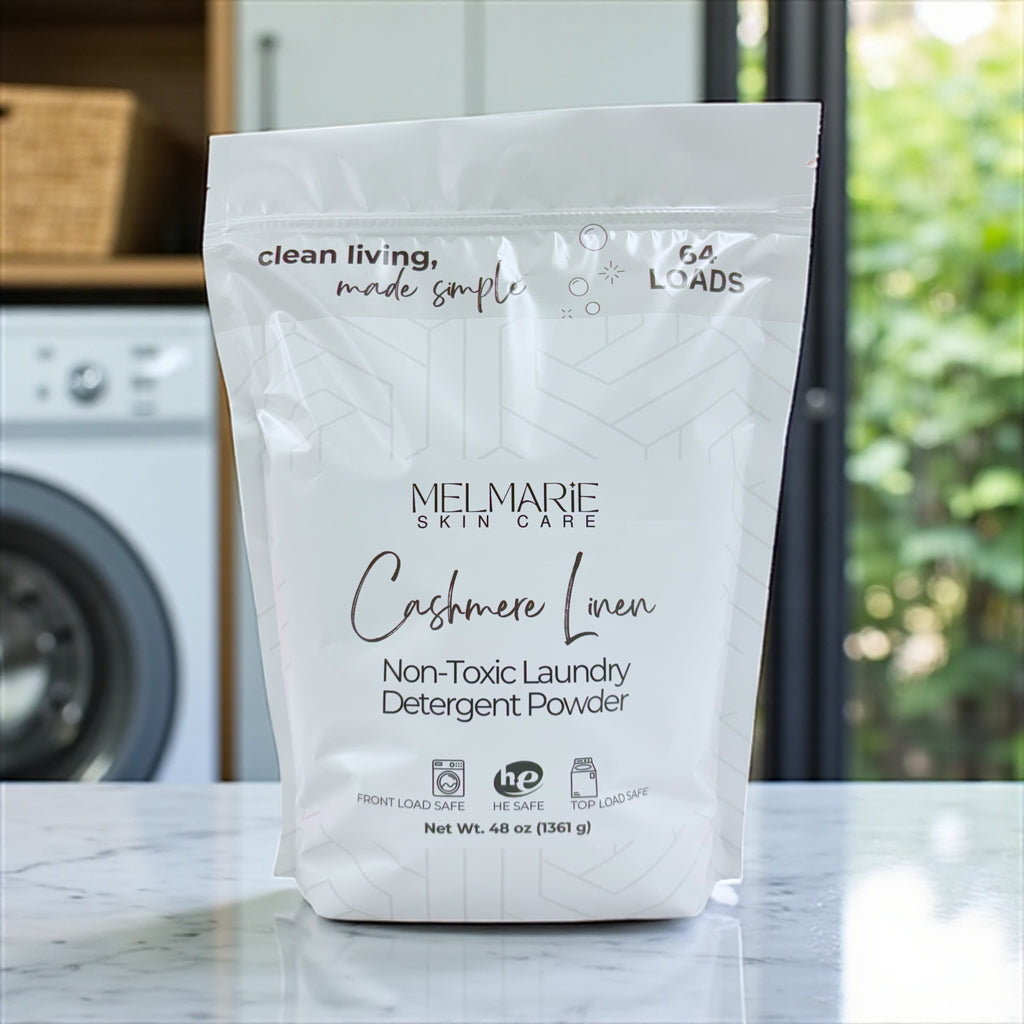 clean living,
made simple
64
LOADS
MELMARiE
SKIN CARE
Cashmere Linen
Non-Toxic Laundry
Detergent Powder
he
FRONT LOAD SAFE
HE SAFE
TOP LOAD SAFE
Net Wt. 48 oz (1361 g)